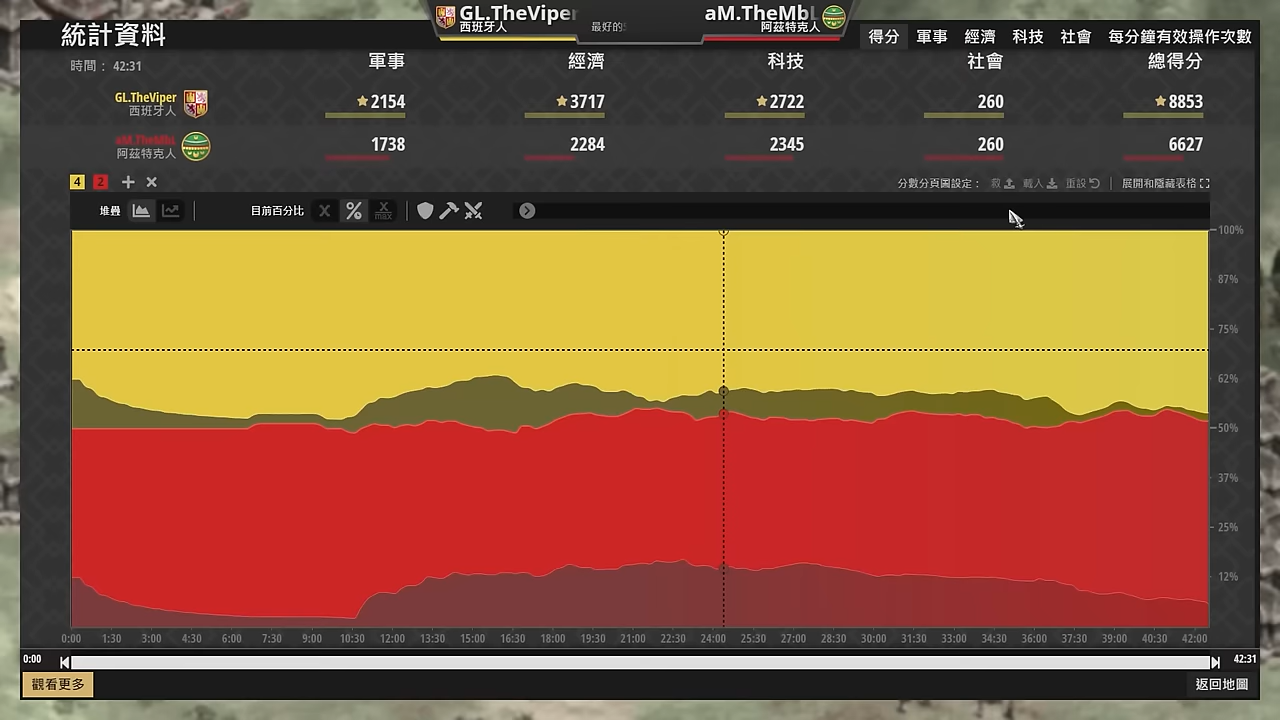 GL.TheViper
西班牙人
最好的
aM.TheMbL
阿茲特克人
統計資料
得分 軍事 經濟 科技 社會 每分鐘有效操作次數
時間： 42:31
軍事 經濟 科技 社會 總得分
GL.TheViper
西班牙人
2154 3717 2722 260 8853
aM.TheMbL
阿茲特克人
1738 2284 2345 260 6627
4 2
分數分頁圖設定： 載入 重設 展開和隱藏表格
堆疊 目前百分比 X % X max
100%
87%
75%
62%
50%
37%
25%
12%
0:00 1:30 3:00 4:30 6:00 7:30 9:00 10:30 12:00 13:30 15:00 16:30 18:00 19:30 21:00 22:30 24:00 25:30 27:00 28:30 30:00 31:30 33:00 34:30 36:00 37:30 39:00 40:30 42:00
0:00 42:31
觀看更多 返回地圖